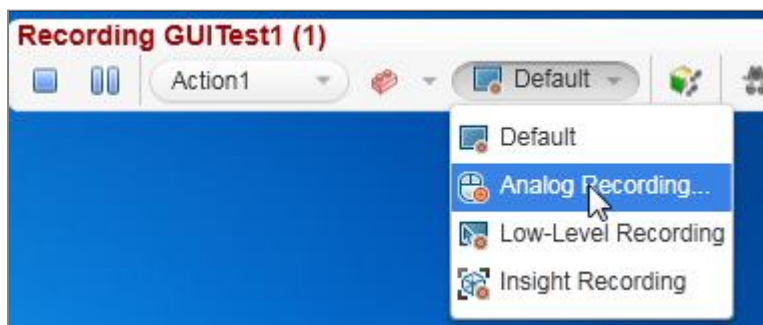 Recording GUITest1 (1)
Action1
Default
Default
Analog Recording...
Low-Level Recording
Insight Recording